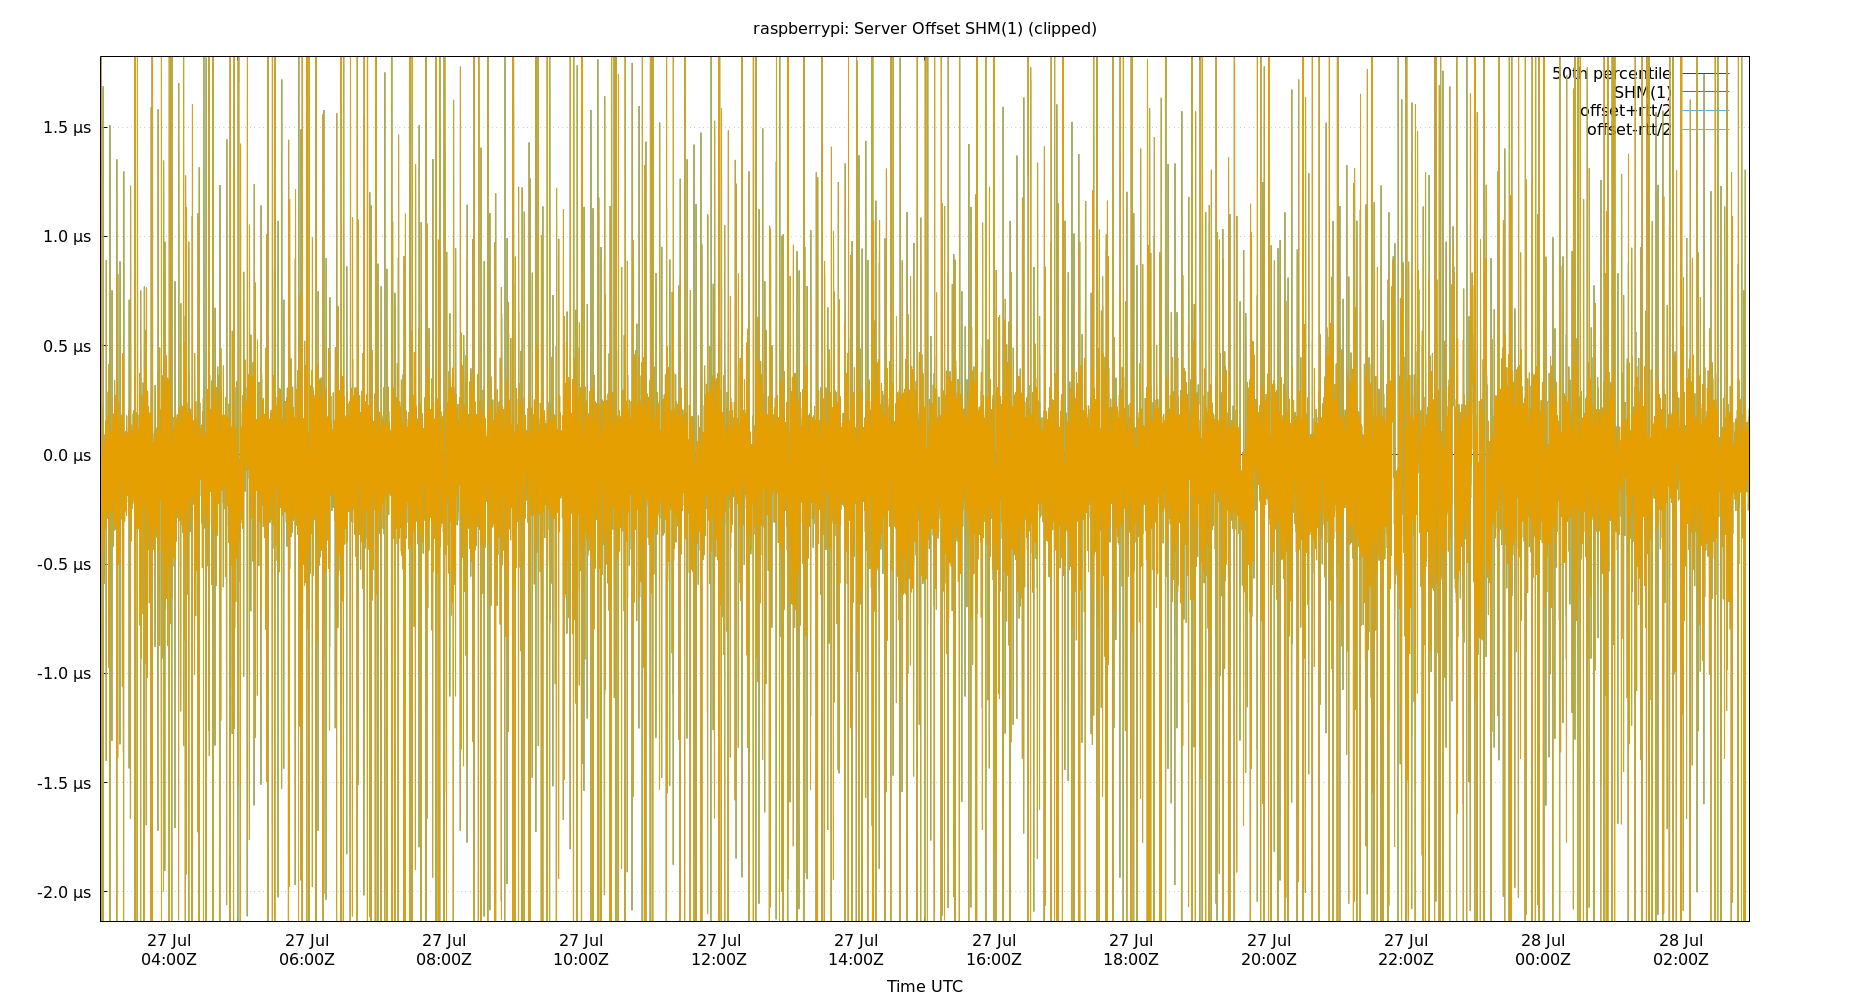 raspberrypi: Server Offset SHM(1) (clipped)
50th percentile
SHM(1)
offset+rtt/2
offset-rtt/2
1.5 µs
1.0 µs
0.5 µs
0.0 µs
-0.5 µs
-1.0 µs
-1.5 µs
-2.0 µs
27 Jul 27 Jul 27 Jul 27 Jul 27 Jul 27 Jul 27 Jul 27 Jul 27 Jul 27 Jul 28 Jul 28 Jul
04:00Z 06:00Z 08:00Z 10:00Z 12:00Z 14:00Z 16:00Z 18:00Z 20:00Z 22:00Z 00:00Z 02:00Z
Time UTC